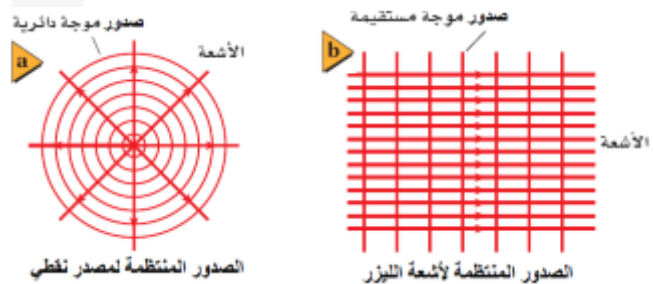 صدور موجة دائرية
الأشعة
a
الصدور المنتظمة لمصدر نقطي
صدور موجة مستقيمة
b
الأشعة
الصدور المنتظمة لأشعة الليزر